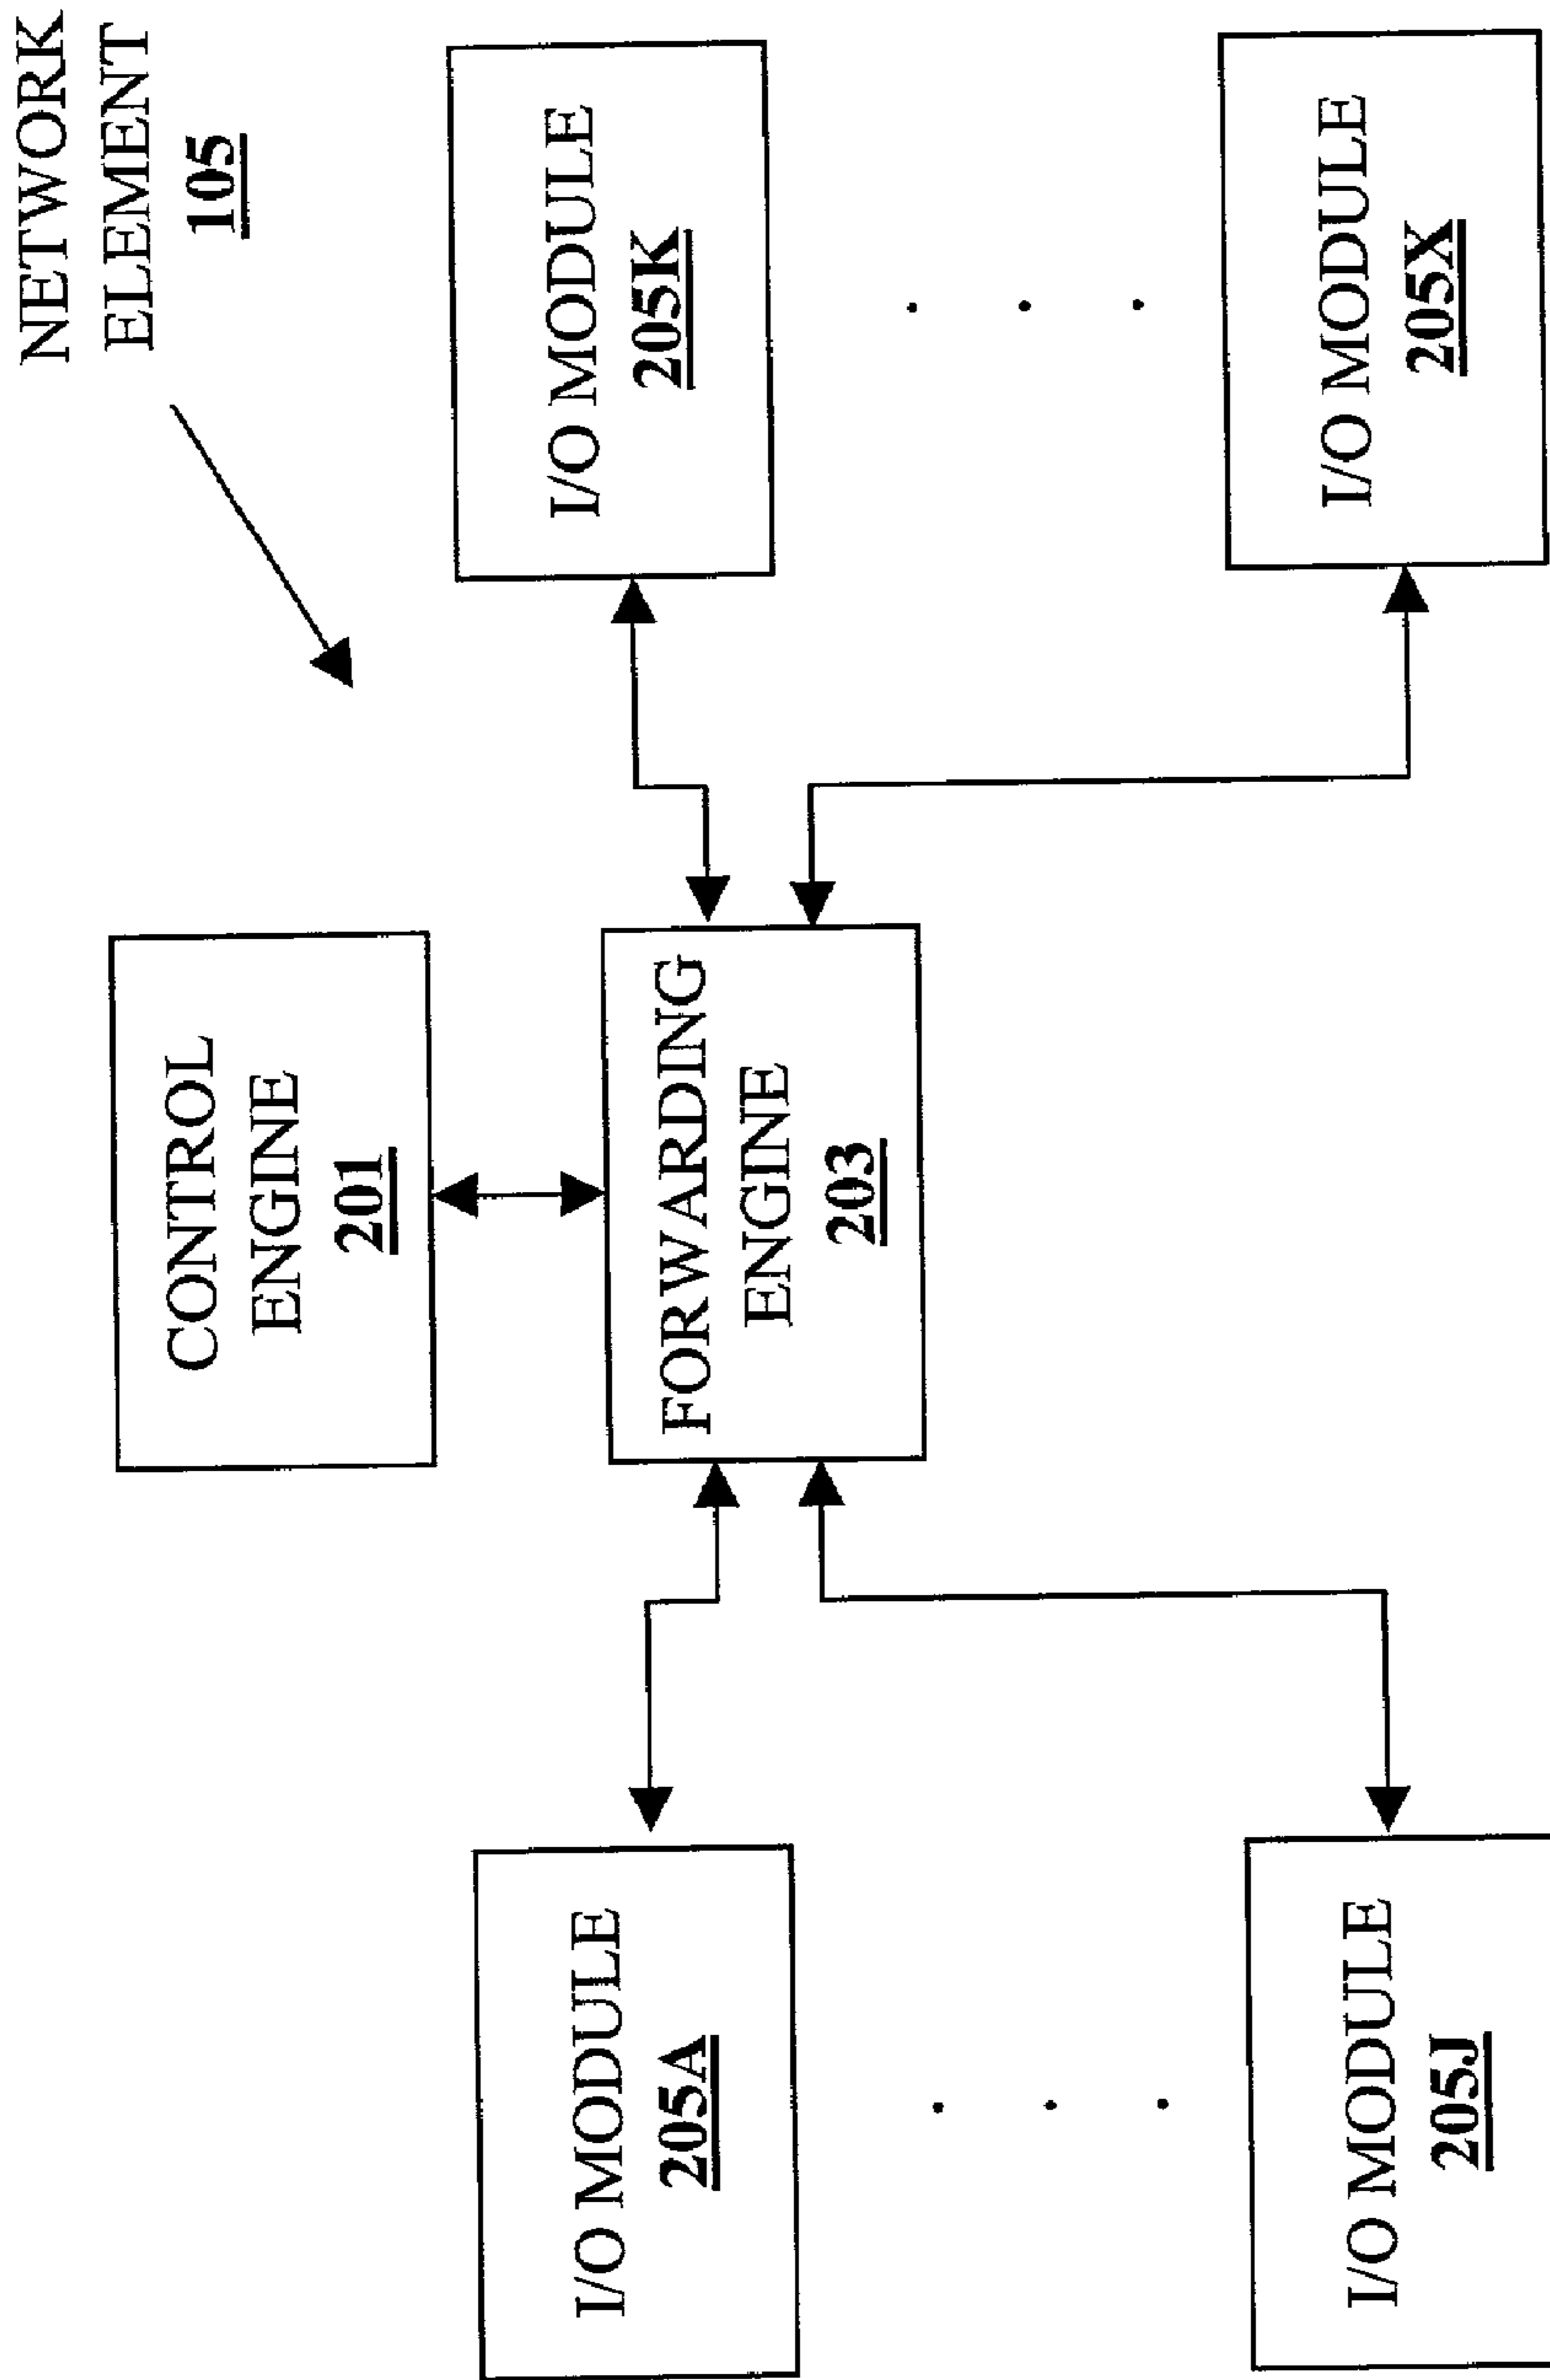 NETWORK
ELEMENT
105
CONTROL
ENGINE
201
I/O MODULE
205A
FORWARDING
ENGINE
203
I/O MODULE
205K
I/O MODULE
205J
I/O MODULE
205X